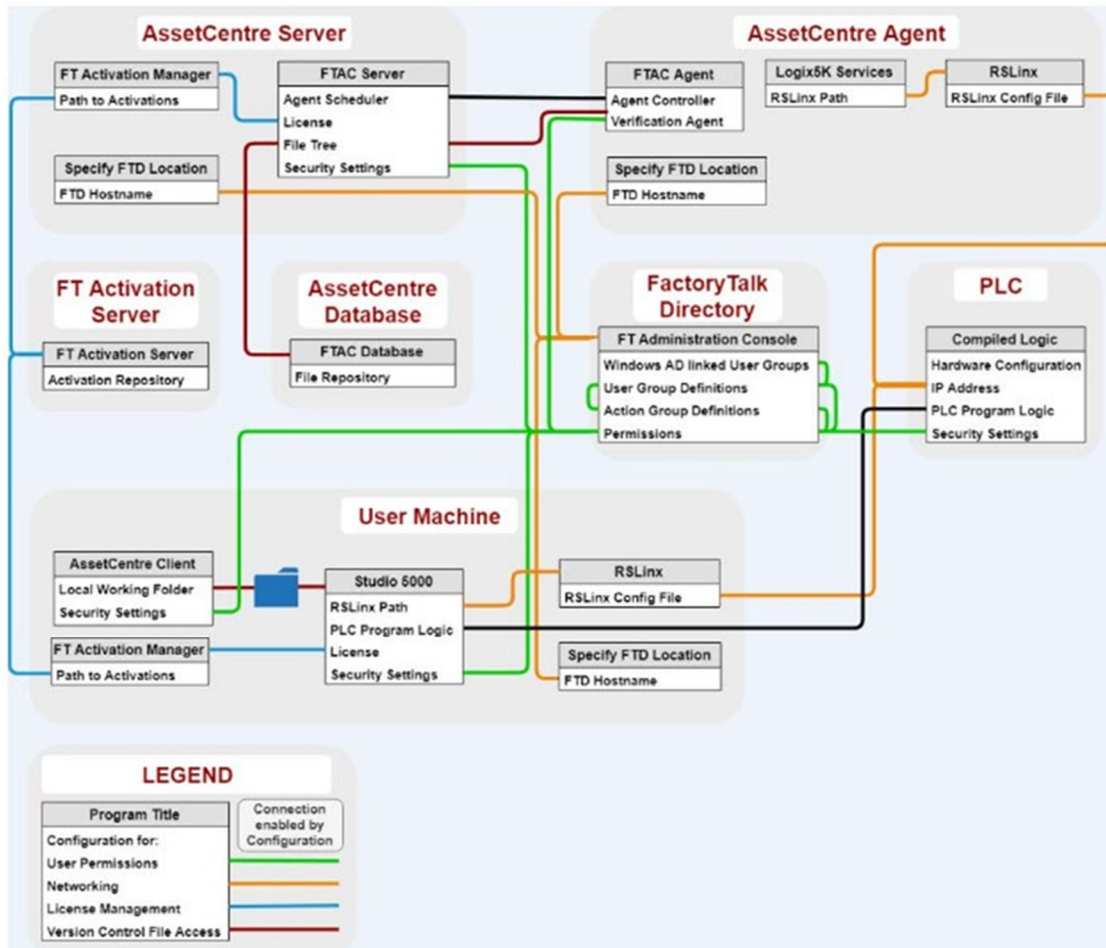 AssetCentre Server
FT Activation Manager
Path to Activations
FTAC Server
Agent Scheduler
License
File Tree
Security Settings
Specify FTD Location
FTD Hostname
AssetCentre Agent
FTAC Agent
Agent Controller
Verification Agent
Logix5K Services
RSLinx Path
RSLinx
RSLinx Config File
Specify FTD Location
FTD Hostname
FT Activation
Server
FT Activation Server
Activation Repository
AssetCentre
Database
FTAC Database
File Repository
FactoryTalk
Directory
FT Administration Console
Windows AD linked User Groups
User Group Definitions
Action Group Definitions
Permissions
PLC
Compiled Logic
Hardware Configuration
IP Address
PLC Program Logic
Security Settings
User Machine
AssetCentre Client
Local Working Folder
Security Settings
FT Activation Manager
Path to Activations
Studio 5000
RSLinx Path
PLC Program Logic
License
Security Settings
RSLinx
RSLinx Config File
Specify FTD Location
FTD Hostname
LEGEND
Program Title
Configuration for:
User Permissions
Networking
License Management
Version Control File Access
Connection
enabled by
Configuration